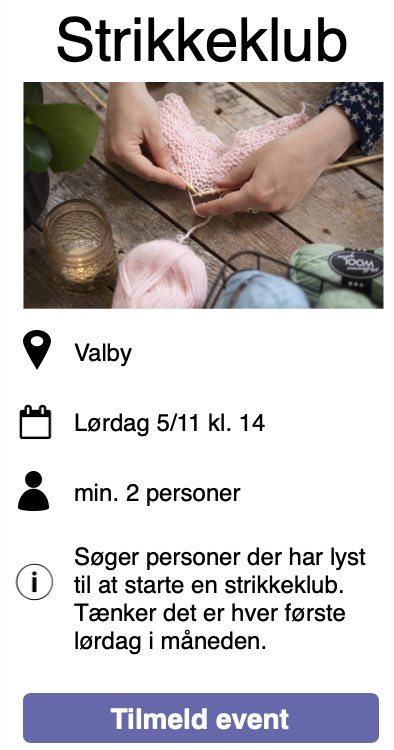 Strikkeklub
WOOL
Valby
Lørdag 5/11 kl. 14
min. 2 personer
i
Søger personer der har lyst
til at starte en strikkeklub.
Tænker det er hver første
lørdag i måneden.
Tilmeld event